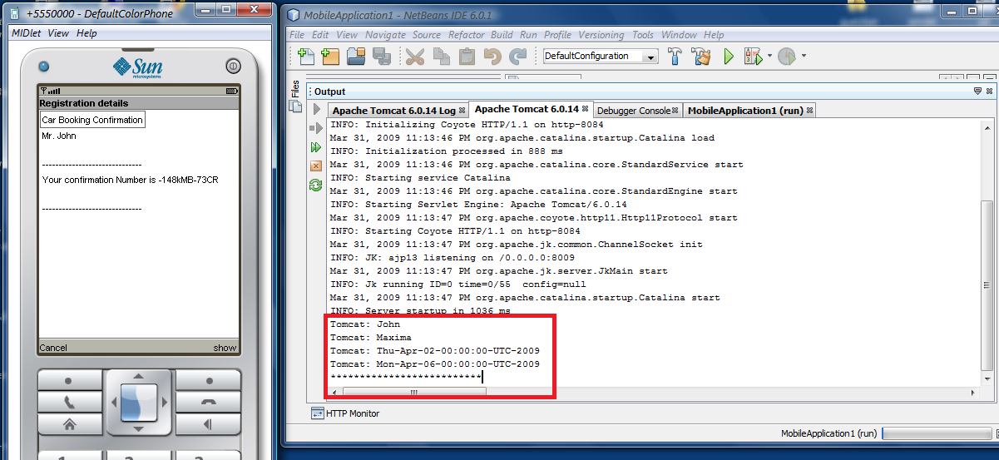 +5550000 - DefaultColorPhone
MIDlet View Help
Sun
microsystems
Registration details
Car Booking Confirmation
Mr. John
-----------------------------
Your confirmation Number is -148kMB-73CR
-----------------------------
Cancel show
1 2 3
MobileApplication1 - NetBeans IDE 6.0.1
File Edit View Navigate Source Refactor Build Run Profile Versioning Tools Window Help
DefaultConfiguration
Files
Output
Apache Tomcat 6.0.14 Log Apache Tomcat 6.0.14 Debugger Console MobileApplication1 (run)
INFO: Initializing Coyote HTTP/1.1 on http-8084
Mar 31, 2009 11:13:46 PM org.apache.catalina.startup.Catalina load
INFO: Initialization processed in 888 ms
Mar 31, 2009 11:13:46 PM org.apache.catalina.core.StandardService start
INFO: Starting service Catalina
Mar 31, 2009 11:13:46 PM org.apache.catalina.core.StandardEngine start
INFO: Starting Servlet Engine: Apache Tomcat/6.0.14
Mar 31, 2009 11:13:47 PM org.apache.coyote.http11.Http11Protocol start
INFO: Starting Coyote HTTP/1.1 on http-8084
Mar 31, 2009 11:13:47 PM org.apache.jk.common.ChannelSocket init
INFO: JK: ajp13 listening on /0.0.0.0:8009
Mar 31, 2009 11:13:47 PM org.apache.jk.server.JkMain start
INFO: Jk running ID=0 time=0/55  config=null
Mar 31, 2009 11:13:47 PM org.apache.catalina.startup.Catalina start
INFO: Server startup in 1036 ms
Tomcat: John
Tomcat: Maxima
Tomcat: Thu-Apr-02-00:00:00-UTC-2009
Tomcat: Mon-Apr-06-00:00:00-UTC-2009
**************************
HTTP Monitor
MobileApplication1 (run)